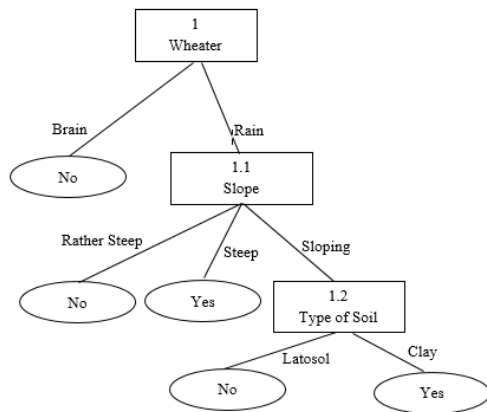 1
Wheater
Brain
Rain
No
1.1
Slope
Rather Steep
Steep
Sloping
No
Yes
1.2
Type of Soil
Latosol
Clay
No
Yes